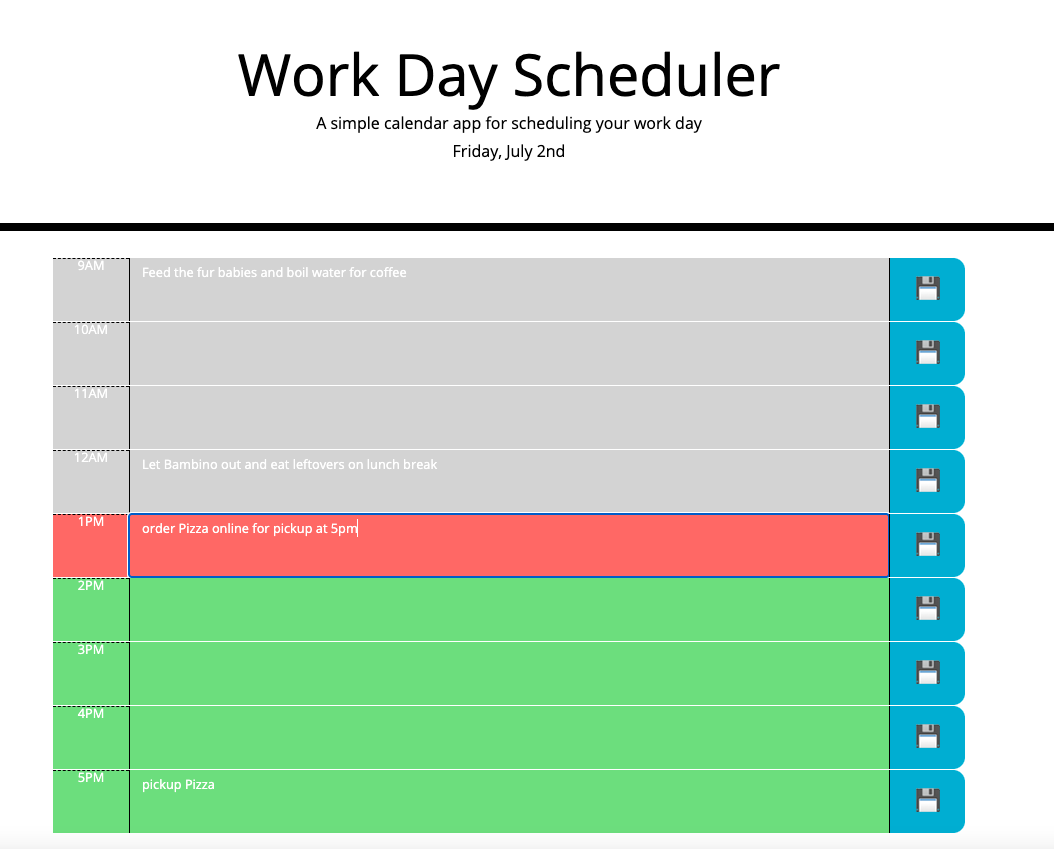 Work Day Scheduler
A simple calendar app for scheduling your work day
Friday, July 2nd
9AM
Feed the fur babies and boil water for coffee
10AM
11AM
12AM
Let Bambino out and eat leftovers on lunch break
1PM
order Pizza online for pickup at 5pm
2PM
3PM
4PM
5PM
pickup Pizza